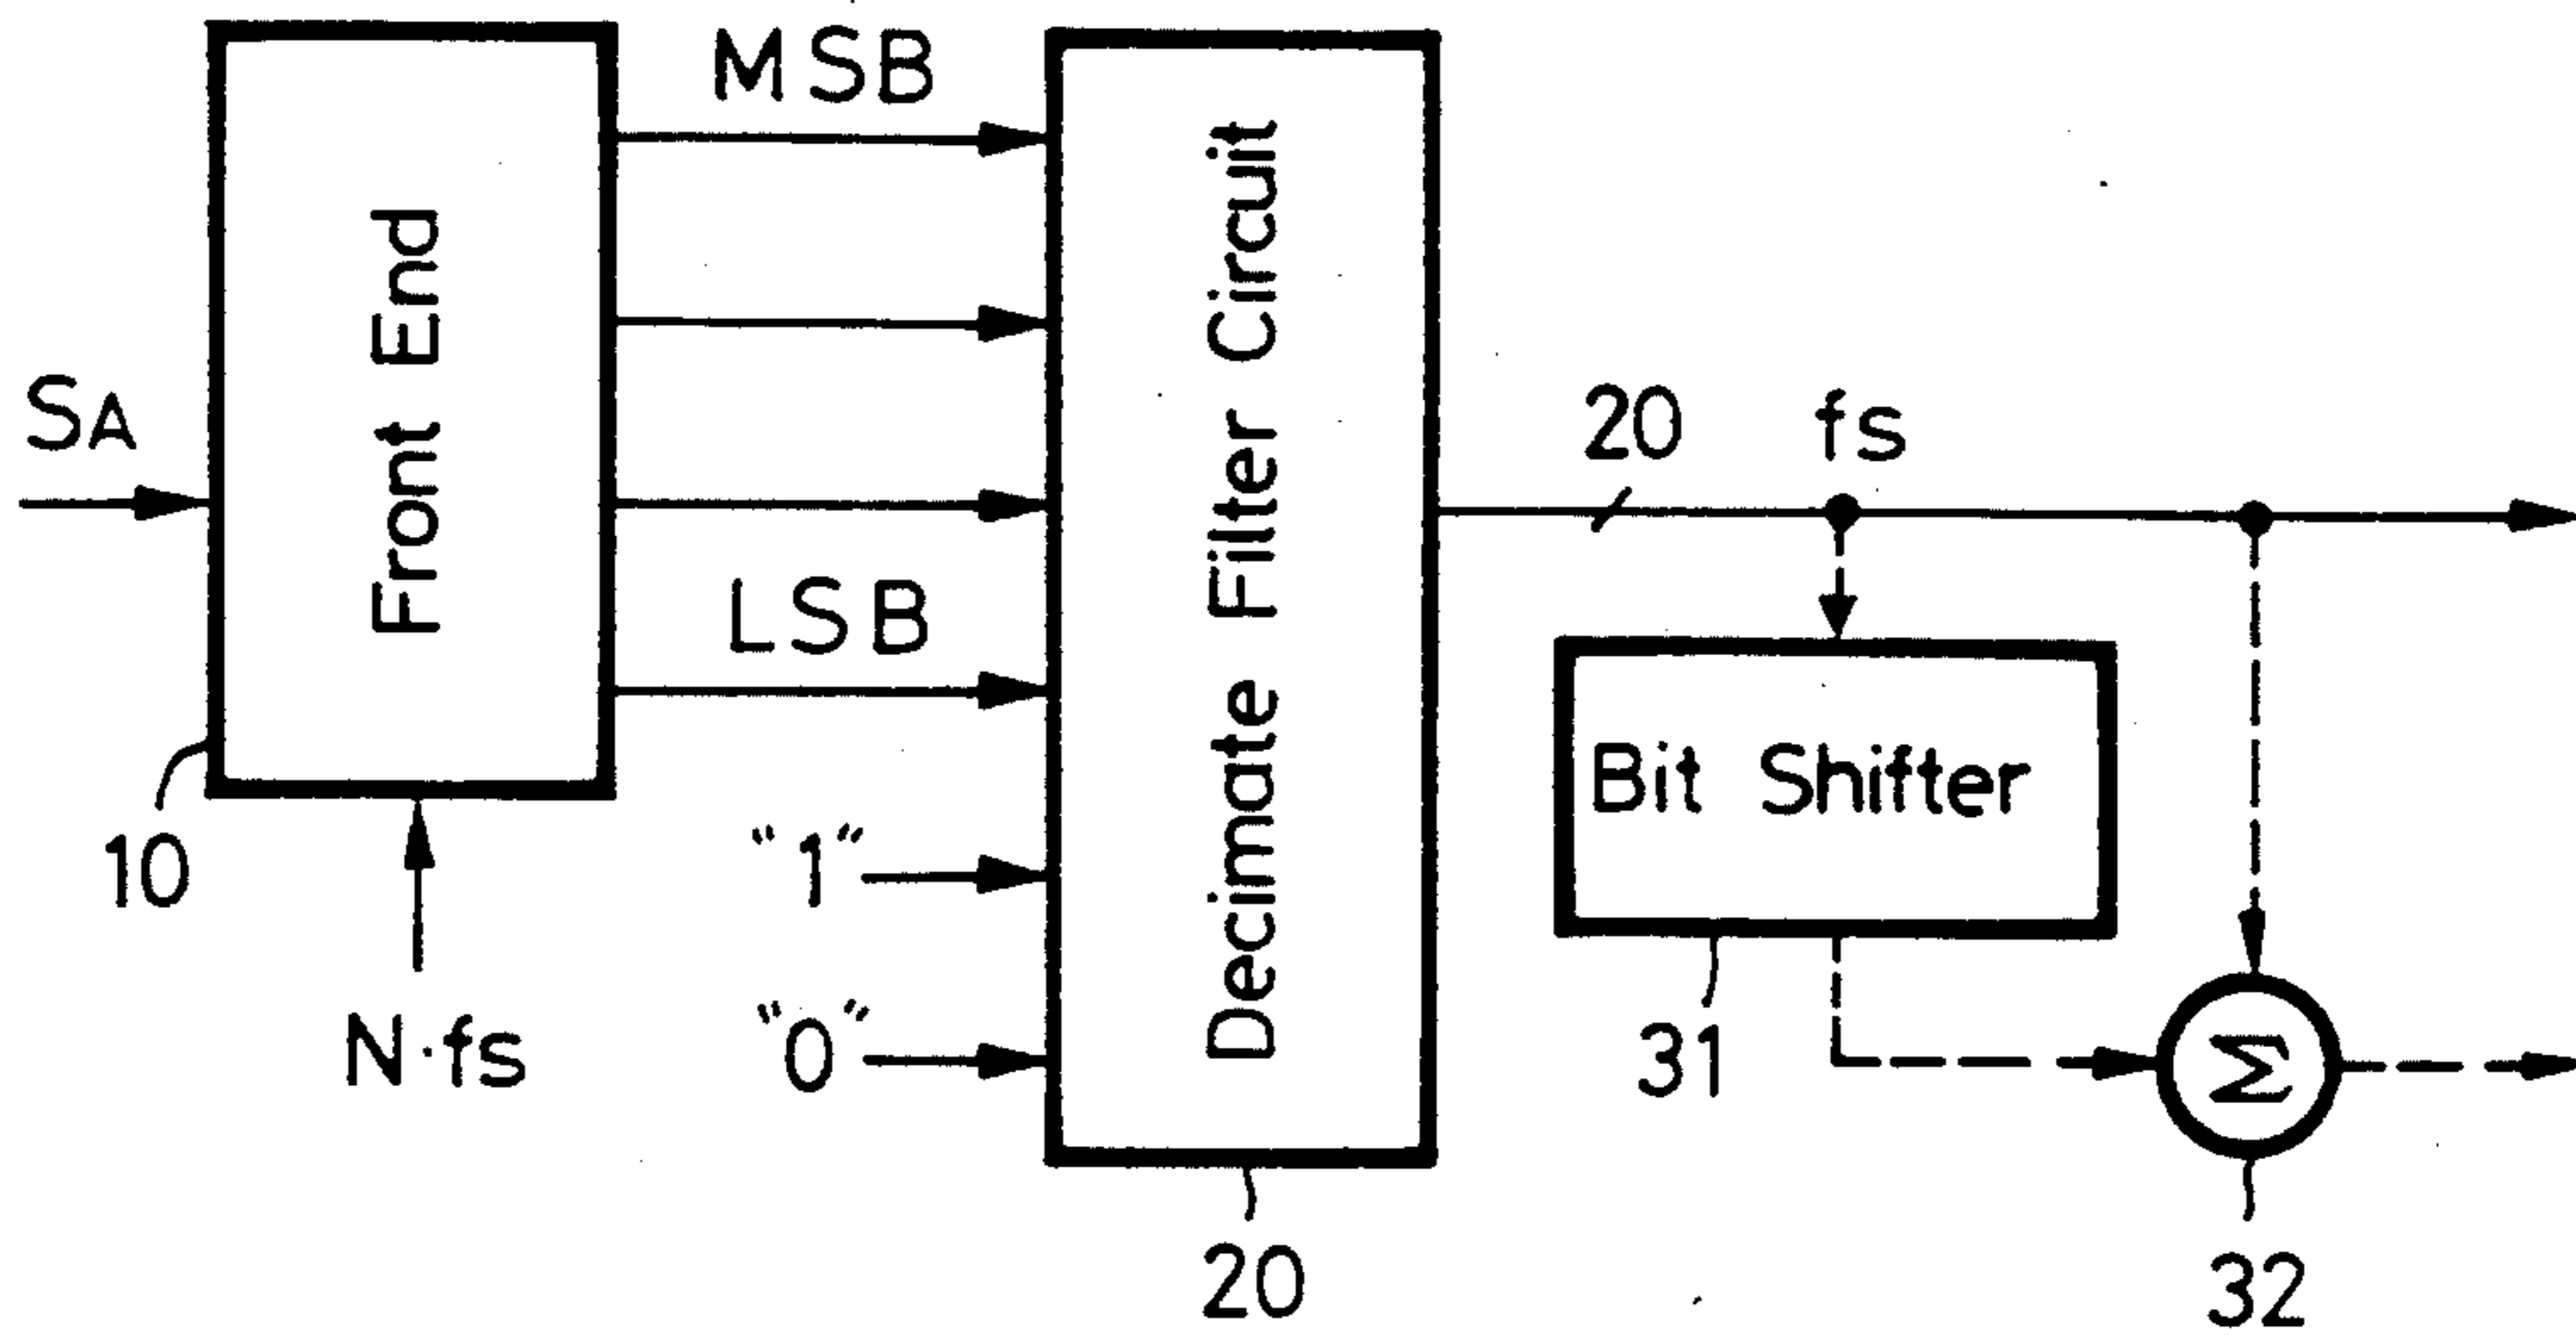 MSB
SA
Front End
LSB
10
N·fs
"1"
"0"
Decimate Filter Circuit
20
20
fs
Bit Shifter
31
Σ
32